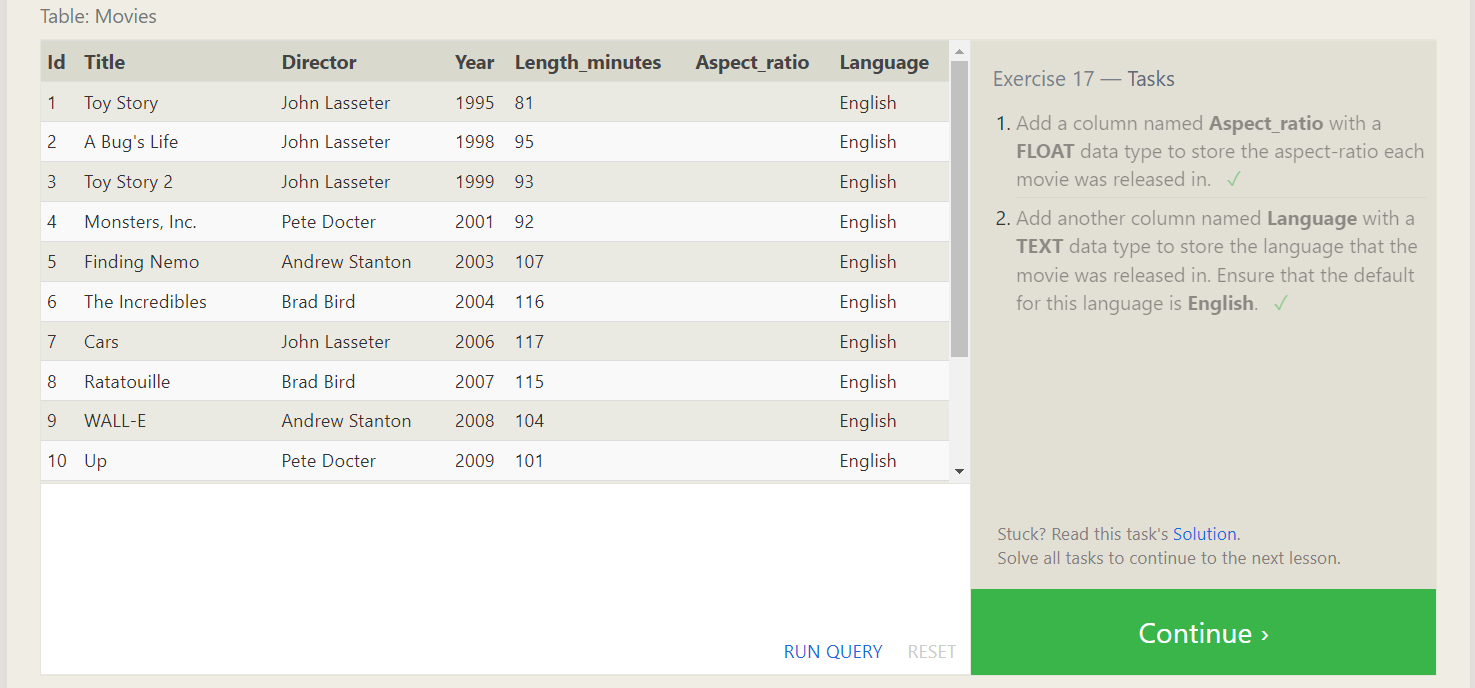 Table: Movies
Id Title Director Year Length_minutes Aspect_ratio Language
1 Toy Story John Lasseter 1995 81 English
2 A Bug's Life John Lasseter 1998 95 English
3 Toy Story 2 John Lasseter 1999 93 English
4 Monsters, Inc. Pete Docter 2001 92 English
5 Finding Nemo Andrew Stanton 2003 107 English
6 The Incredibles Brad Bird 2004 116 English
7 Cars John Lasseter 2006 117 English
8 Ratatouille Brad Bird 2007 115 English
9 WALL-E Andrew Stanton 2008 104 English
10 Up Pete Docter 2009 101 English
RUN QUERY RESET
Exercise 17 — Tasks
1. Add a column named Aspect_ratio with a
FLOAT data type to store the aspect-ratio each
movie was released in. ✓
2. Add another column named Language with a
TEXT data type to store the language that the
movie was released in. Ensure that the default
for this language is English. ✓
Stuck? Read this task's Solution.
Solve all tasks to continue to the next lesson.
Continue ›